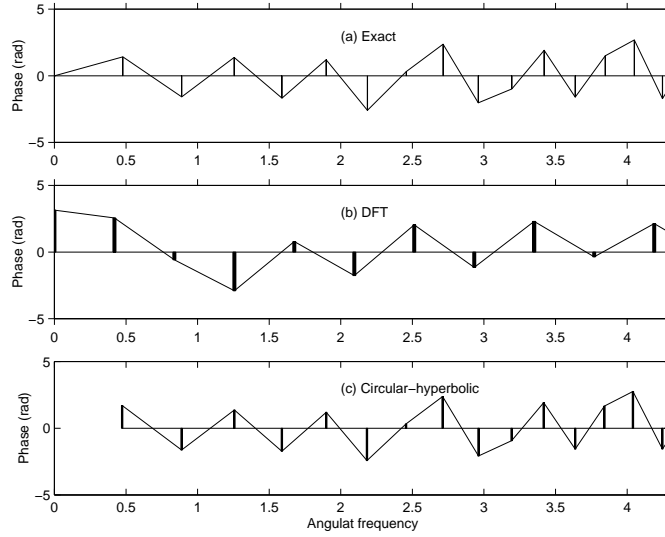 5
(a) Exact
Phase (rad)
0
−5
0 0.5 1 1.5 2 2.5 3 3.5 4
5
(b) DFT
Phase (rad)
0
−5
0 0.5 1 1.5 2 2.5 3 3.5 4
5
(c) Circular−hyperbolic
Phase (rad)
0
−5
0 0.5 1 1.5 2 2.5 3 3.5 4
Angulat frequency